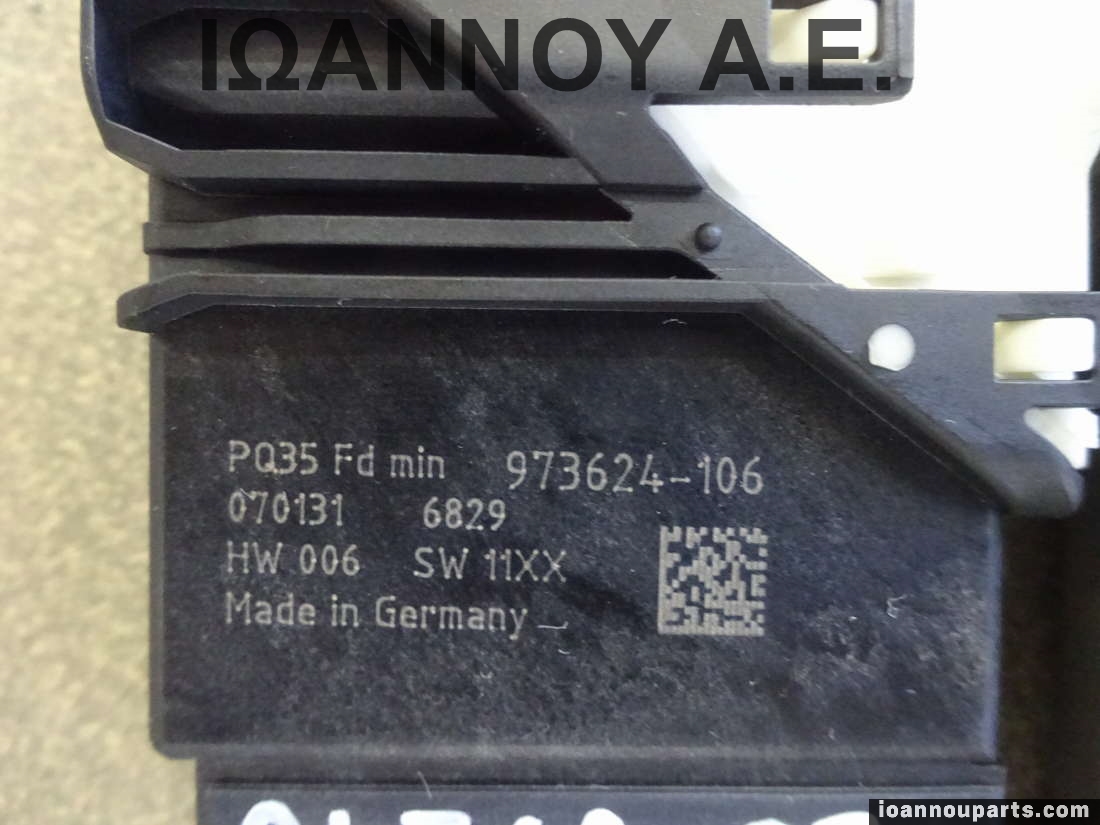 ΙΩΑΝΝΟΥ Α.Ε.
PQ35 Fd min 973624-106
070131 6829
HW 006 SW 11XX
Made in Germany
ioannouparts.com